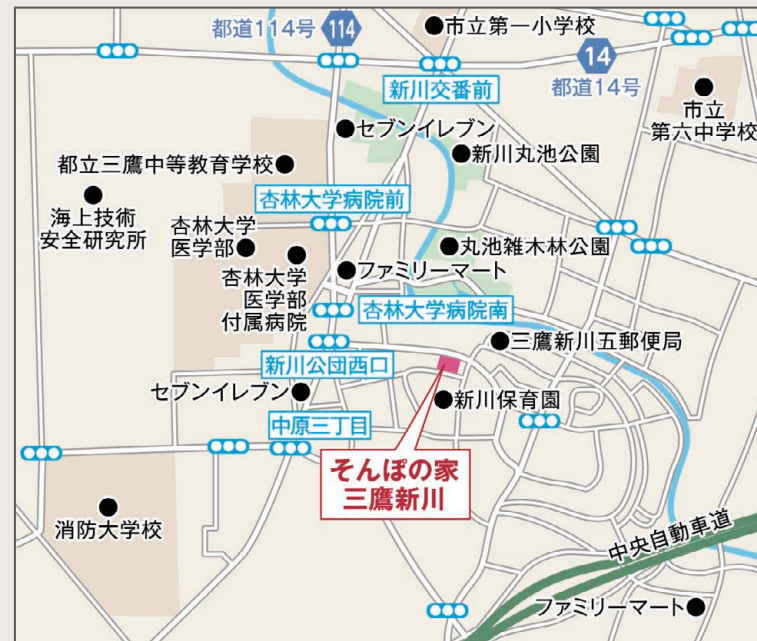 都道114号
114
市立第一小学校
14
都道14号
新川交番前
市立
第六中学校
セブンイレブン
新川丸池公園
都立三鷹中等教育学校
海上技術
安全研究所
杏林大学病院前
杏林大学
医学部
杏林大学
医学部
付属病院
丸池雑木林公園
ファミリーマート
杏林大学病院南
三鷹新川五郵便局
新川公団西口
セブンイレブン
新川保育園
中原三丁目
そんぽの家
三鷹新川
消防大学校
中央自動車道
ファミリーマート